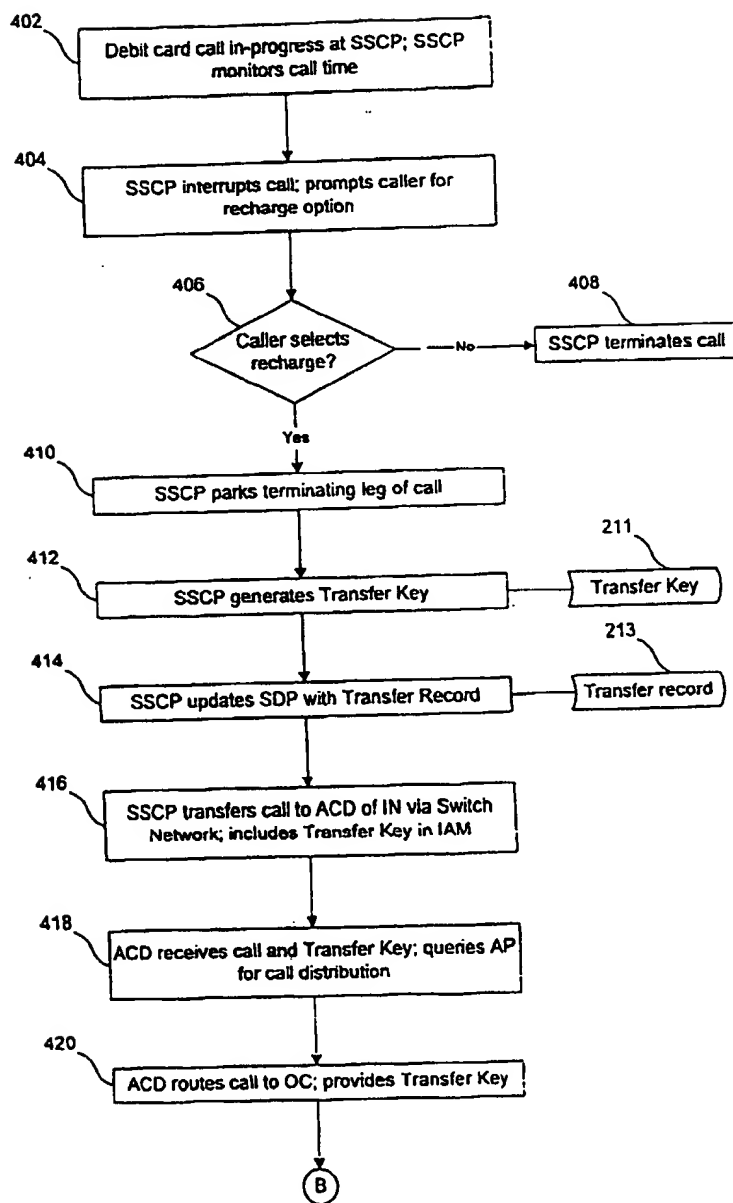 402
Debit card call in-progress at SSCP; SSCP
monitors call time
404
SSCP interrupts call; prompts caller for
recharge option
406
Caller selects
recharge?
No
408
SSCP terminates call
Yes
410
SSCP parks terminating leg of call
412
SSCP generates Transfer Key
211
Transfer Key
414
SSCP updates SDP with Transfer Record
213
Transfer record
416
SSCP transfers call to ACD of IN via Switch
Network; includes Transfer Key in IAM
418
ACD receives call and Transfer Key; queries AP
for call distribution
420
ACD routes call to OC; provides Transfer Key
B